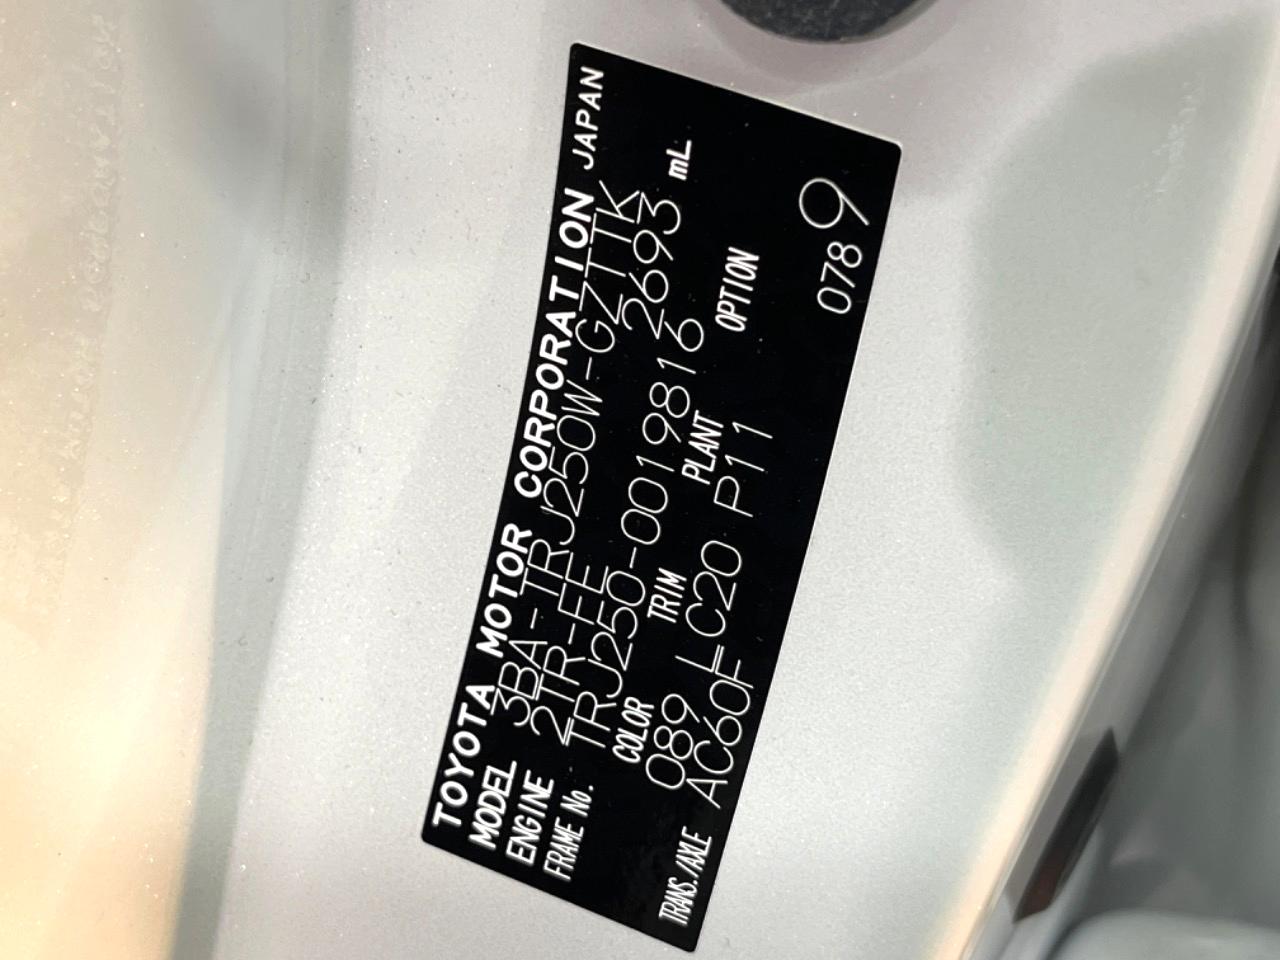 TOYOTA MOTOR CORPORATION JAPAN
MODEL 3BA-TRJ250W-GZTTK
ENGINE 2TR-FE 2693 mL
FRAME No. TRJ250-0019816
COLOR TRIM PLANT OPTION
089 LC20 P11
TRANS./AXLE AC60F
0789